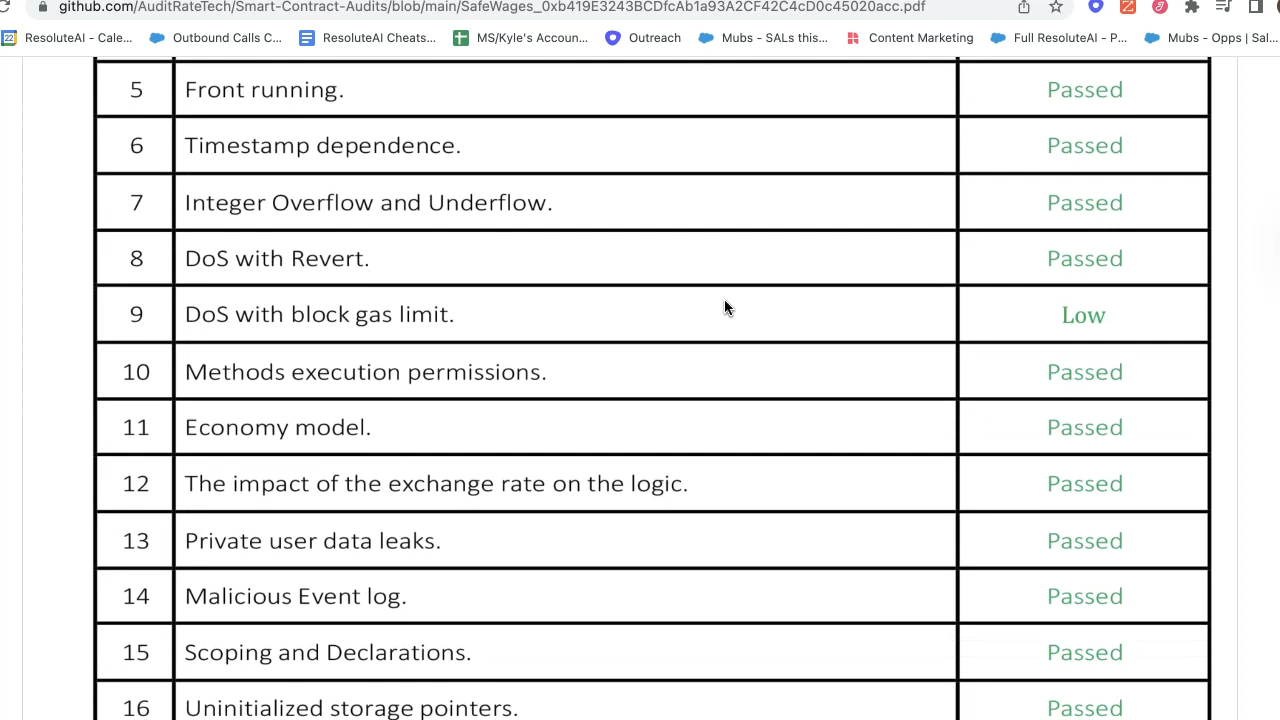 github.com/AuditRateTech/Smart-Contract-Audits/blob/main/SafeWages_0xb419E3243BCDfcAb1a93A2CF42C4cD0c45020acc.pdf
ResoluteAI - Cale... Outbound Calls C... ResoluteAI Cheats... MS/Kyle's Accoun... Outreach Mubs - SALs this... Content Marketing Full ResoluteAI - P... Mubs - Opps | Sal...
5 Front running. Passed
6 Timestamp dependence. Passed
7 Integer Overflow and Underflow. Passed
8 DoS with Revert. Passed
9 DoS with block gas limit. Low
10 Methods execution permissions. Passed
11 Economy model. Passed
12 The impact of the exchange rate on the logic. Passed
13 Private user data leaks. Passed
14 Malicious Event log. Passed
15 Scoping and Declarations. Passed
16 Uninitialized storage pointers. Passed